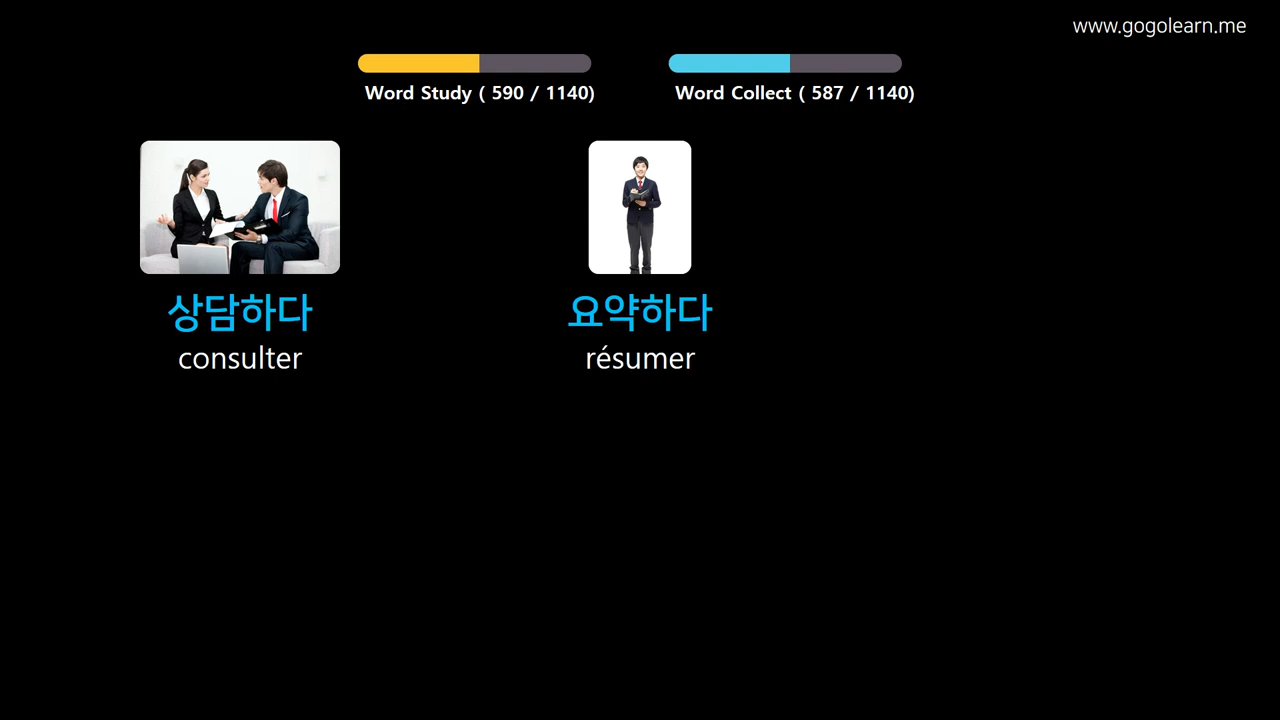 www.gogolearn.me
Word Study ( 590 / 1140)
Word Collect ( 587 / 1140)
상담하다
consulter
요약하다
résumer